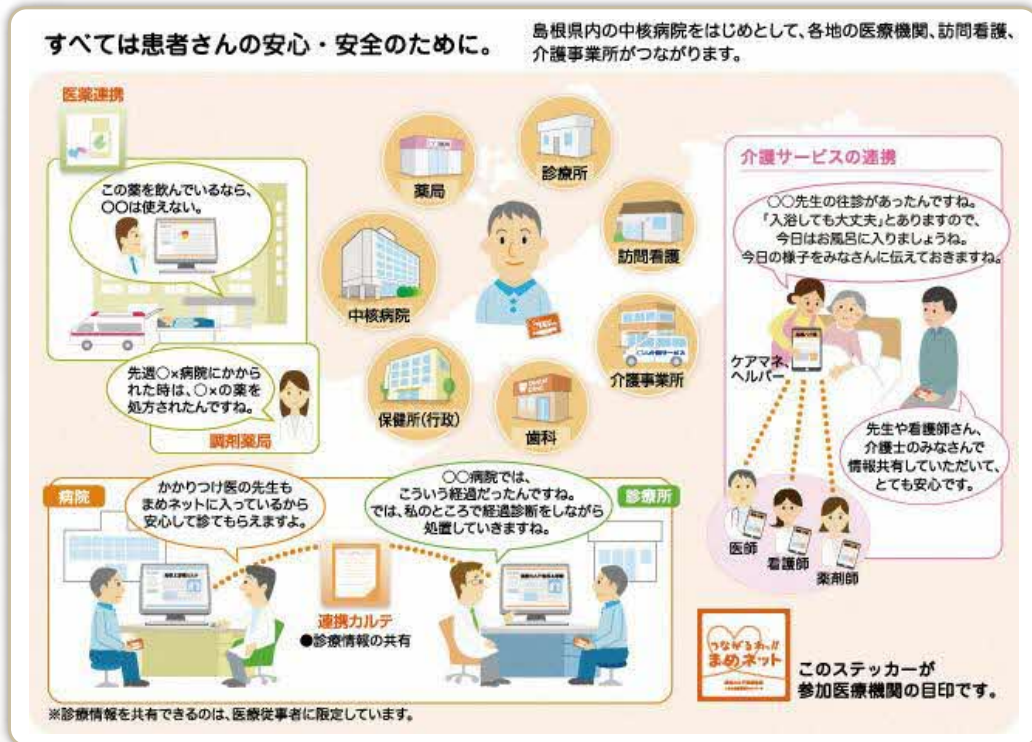 すべては患者さんの安心・安全のために。
島根県内の中核病院をはじめとして、各地の医療機関、訪問看護、
介護事業所がつながります。
医薬連携
この薬を飲んでいるなら、
○○は使えない。
先週○×病院にかから
れた時は、○×の薬を
処方されたんですね。
調剤薬局
薬局
診療所
中核病院
訪問看護
保健所(行政)
歯科
介護事業所
介護サービスの連携
○○先生の往診があったんですね。
「入浴しても大丈夫」とありますので、
今日はお風呂に入りましょうね。
今日の様子をみなさんに伝えておきますね。
ケアマネ、
ヘルパー
先生や看護師さん、
介護士のみなさんで
情報共有していただいて、
とても安心です。
医師
看護師
薬剤師
病院
かかりつけ医の先生も
まめネットに入っているから
安心して診てもらえますよ。
○○病院では、
こういう経過だったんですね。
では、私のところで経過診断をしながら
処置していきますね。
診療所
連携カルテ
●診療情報の共有
つながるわっ!!
まめネット
このステッカーが
参加医療機関の目印です。
※診療情報を共有できるのは、医療従事者に限定しています。